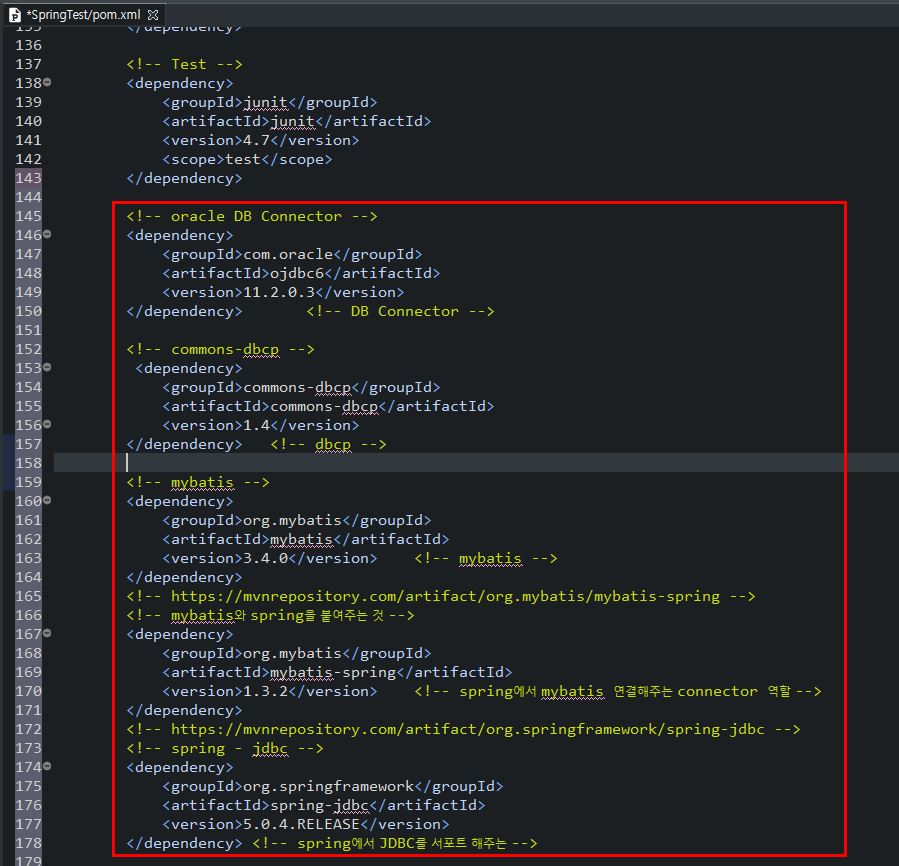 *SpringTest/pom.xml
135 </dependency>
136
137 <!-- Test -->
138 <dependency>
139 <groupId>junit</groupId>
140 <artifactId>junit</artifactId>
141 <version>4.7</version>
142 <scope>test</scope>
143 </dependency>
144
145 <!-- oracle DB Connector -->
146 <dependency>
147 <groupId>com.oracle</groupId>
148 <artifactId>ojdbc6</artifactId>
149 <version>11.2.0.3</version>
150 </dependency> <!-- DB Connector -->
151
152 <!-- commons-dbcp -->
153 <dependency>
154 <groupId>commons-dbcp</groupId>
155 <artifactId>commons-dbcp</artifactId>
156 <version>1.4</version>
157 </dependency> <!-- dbcp -->
158
159 <!-- mybatis -->
160 <dependency>
161 <groupId>org.mybatis</groupId>
162 <artifactId>mybatis</artifactId>
163 <version>3.4.0</version> <!-- mybatis -->
164 </dependency>
165 <!-- https://mvnrepository.com/artifact/org.mybatis/mybatis-spring -->
166 <!-- mybatis와 spring을 붙여주는 것 -->
167 <dependency>
168 <groupId>org.mybatis</groupId>
169 <artifactId>mybatis-spring</artifactId>
170 <version>1.3.2</version> <!-- spring에서 mybatis 연결해주는 connector 역할 -->
171 </dependency>
172 <!-- https://mvnrepository.com/artifact/org.springframework/spring-jdbc -->
173 <!-- spring - jdbc -->
174 <dependency>
175 <groupId>org.springframework</groupId>
176 <artifactId>spring-jdbc</artifactId>
177 <version>5.0.4.RELEASE</version>
178 </dependency> <!-- spring에서 JDBC를 서포트 해주는 -->
179